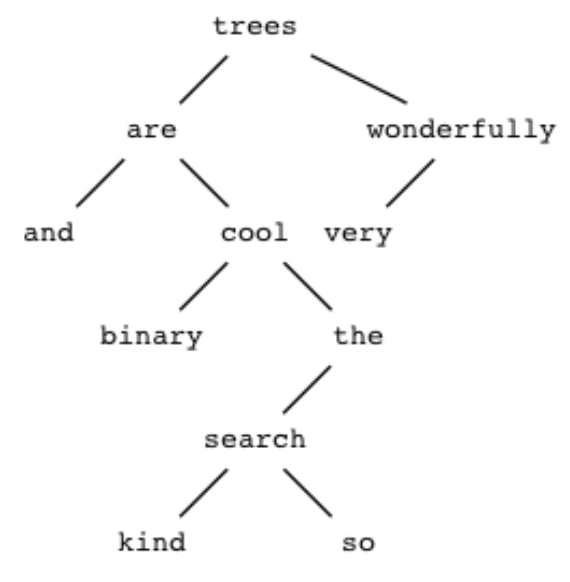 trees
are wonderfully
and cool very
binary the
search
kind so